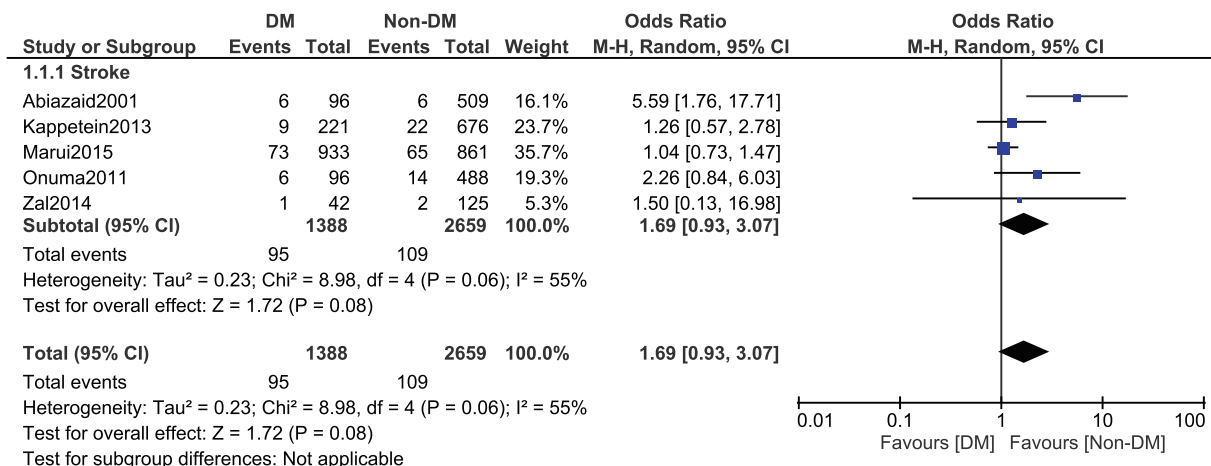 DM Non-DM Odds Ratio Odds Ratio
Study or Subgroup Events Total Events Total Weight M-H, Random, 95% CI M-H, Random, 95% CI
1.1.1 Stroke
Abiazaid2001 6 96 6 509 16.1% 5.59 [1.76, 17.71]
Kappetein2013 9 221 22 676 23.7% 1.26 [0.57, 2.78]
Marui2015 73 933 65 861 35.7% 1.04 [0.73, 1.47]
Onuma2011 6 96 14 488 19.3% 2.26 [0.84, 6.03]
Zal2014 1 42 2 125 5.3% 1.50 [0.13, 16.98]
Subtotal (95% CI) 1388 2659 100.0% 1.69 [0.93, 3.07]
Total events 95 109
Heterogeneity: Tau² = 0.23; Chi² = 8.98, df = 4 (P = 0.06); I² = 55%
Test for overall effect: Z = 1.72 (P = 0.08)
Total (95% CI) 1388 2659 100.0% 1.69 [0.93, 3.07]
Total events 95 109
Heterogeneity: Tau² = 0.23; Chi² = 8.98, df = 4 (P = 0.06); I² = 55%
Test for overall effect: Z = 1.72 (P = 0.08)
Test for subgroup differences: Not applicable
0.01 0.1 1 10 100
Favours [DM] Favours [Non-DM]